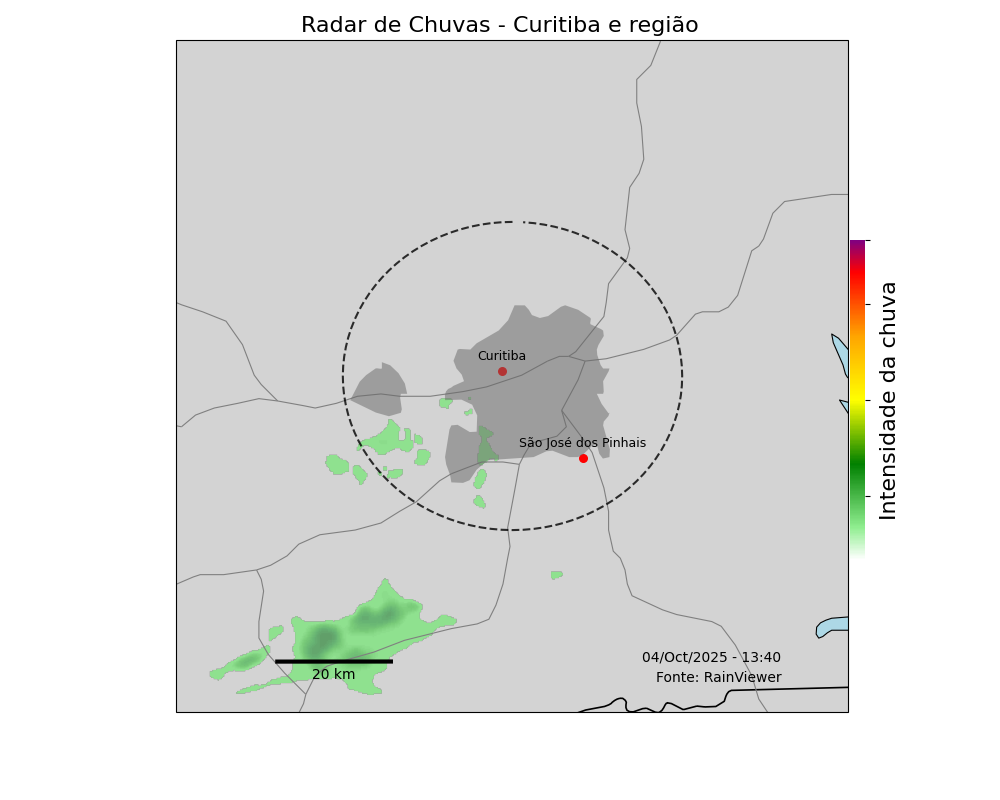 Radar de Chuvas - Curitiba e região
Curitiba
São José dos Pinhais
Intensidade da chuva
04/Oct/2025 - 13:40
Fonte: RainViewer
20 km